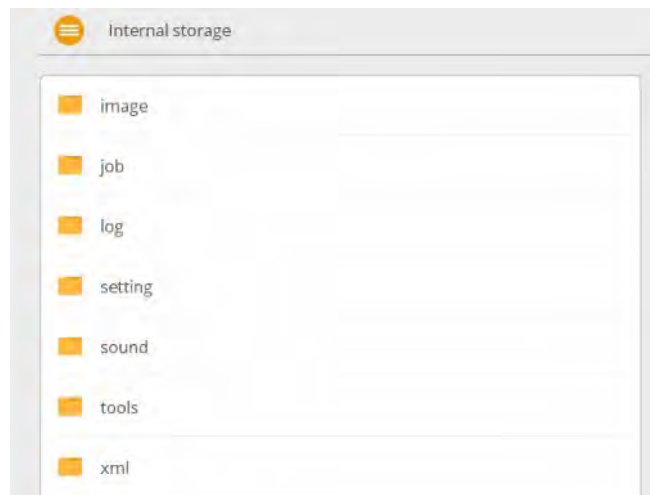 Internal storage
image
job
log
setting
sound
tools
xml